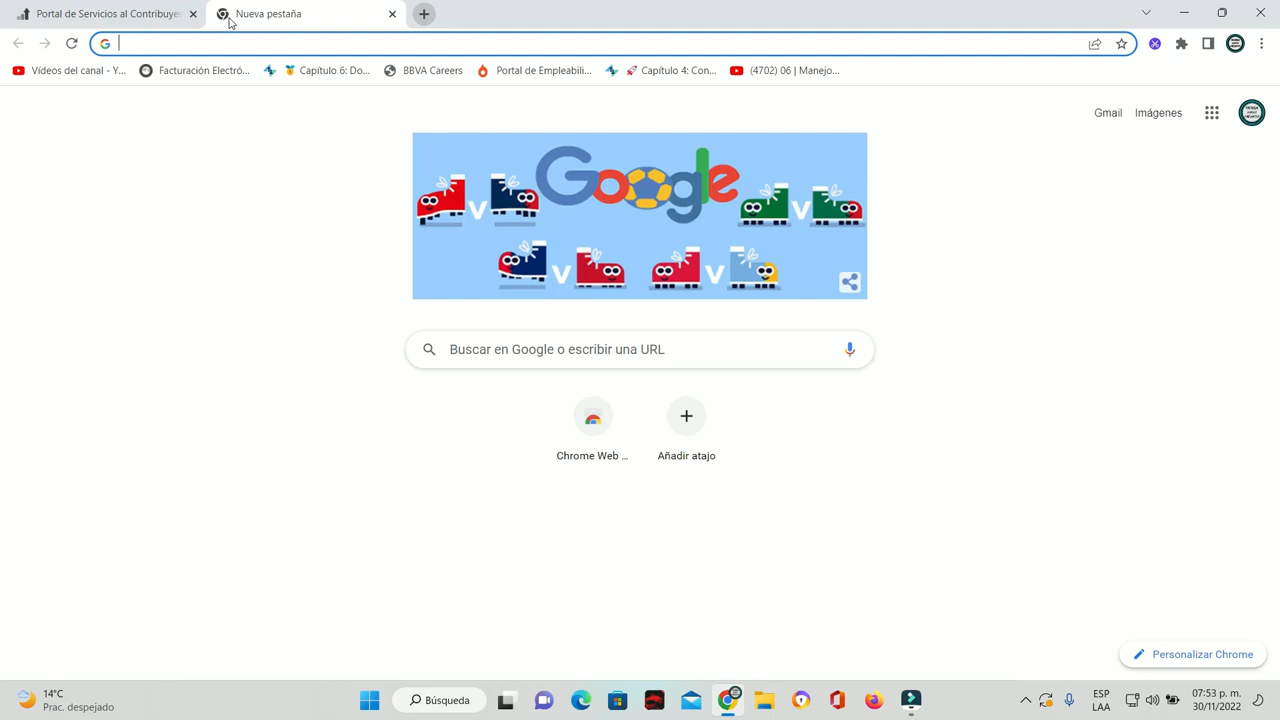 Portal de Servicios al Contribuye
Nueva pestaña
Vídeos del canal - Y...
Facturación Electró...
Capítulo 6: Do...
BBVA Careers
Portal de Empleabili...
Capítulo 4: Con...
(4702) 06 | Manejo...
Gmail
Imágenes
Google
V
V
V
V
Buscar en Google o escribir una URL
Chrome Web ...
Añadir atajo
Personalizar Chrome
14°C
Prac. despejado
Búsqueda
ESP
LAA
07:53 p. m.
30/11/2022